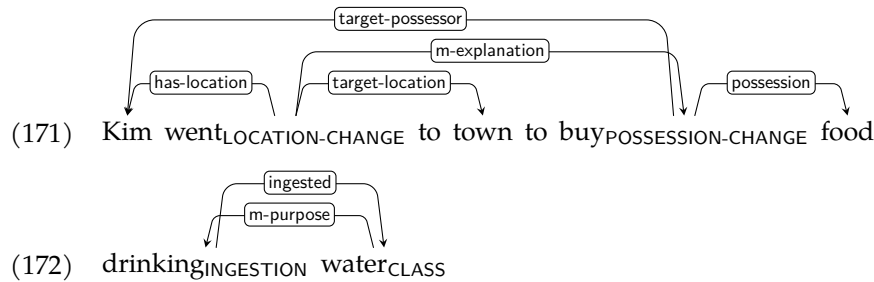 target-possessor
m-explanation
has-location target-location possession
(171) Kim wentLOCATION-CHANGE to town to buyPOSSESSION-CHANGE food
ingested
m-purpose
(172) drinkingINGESTION waterCLASS